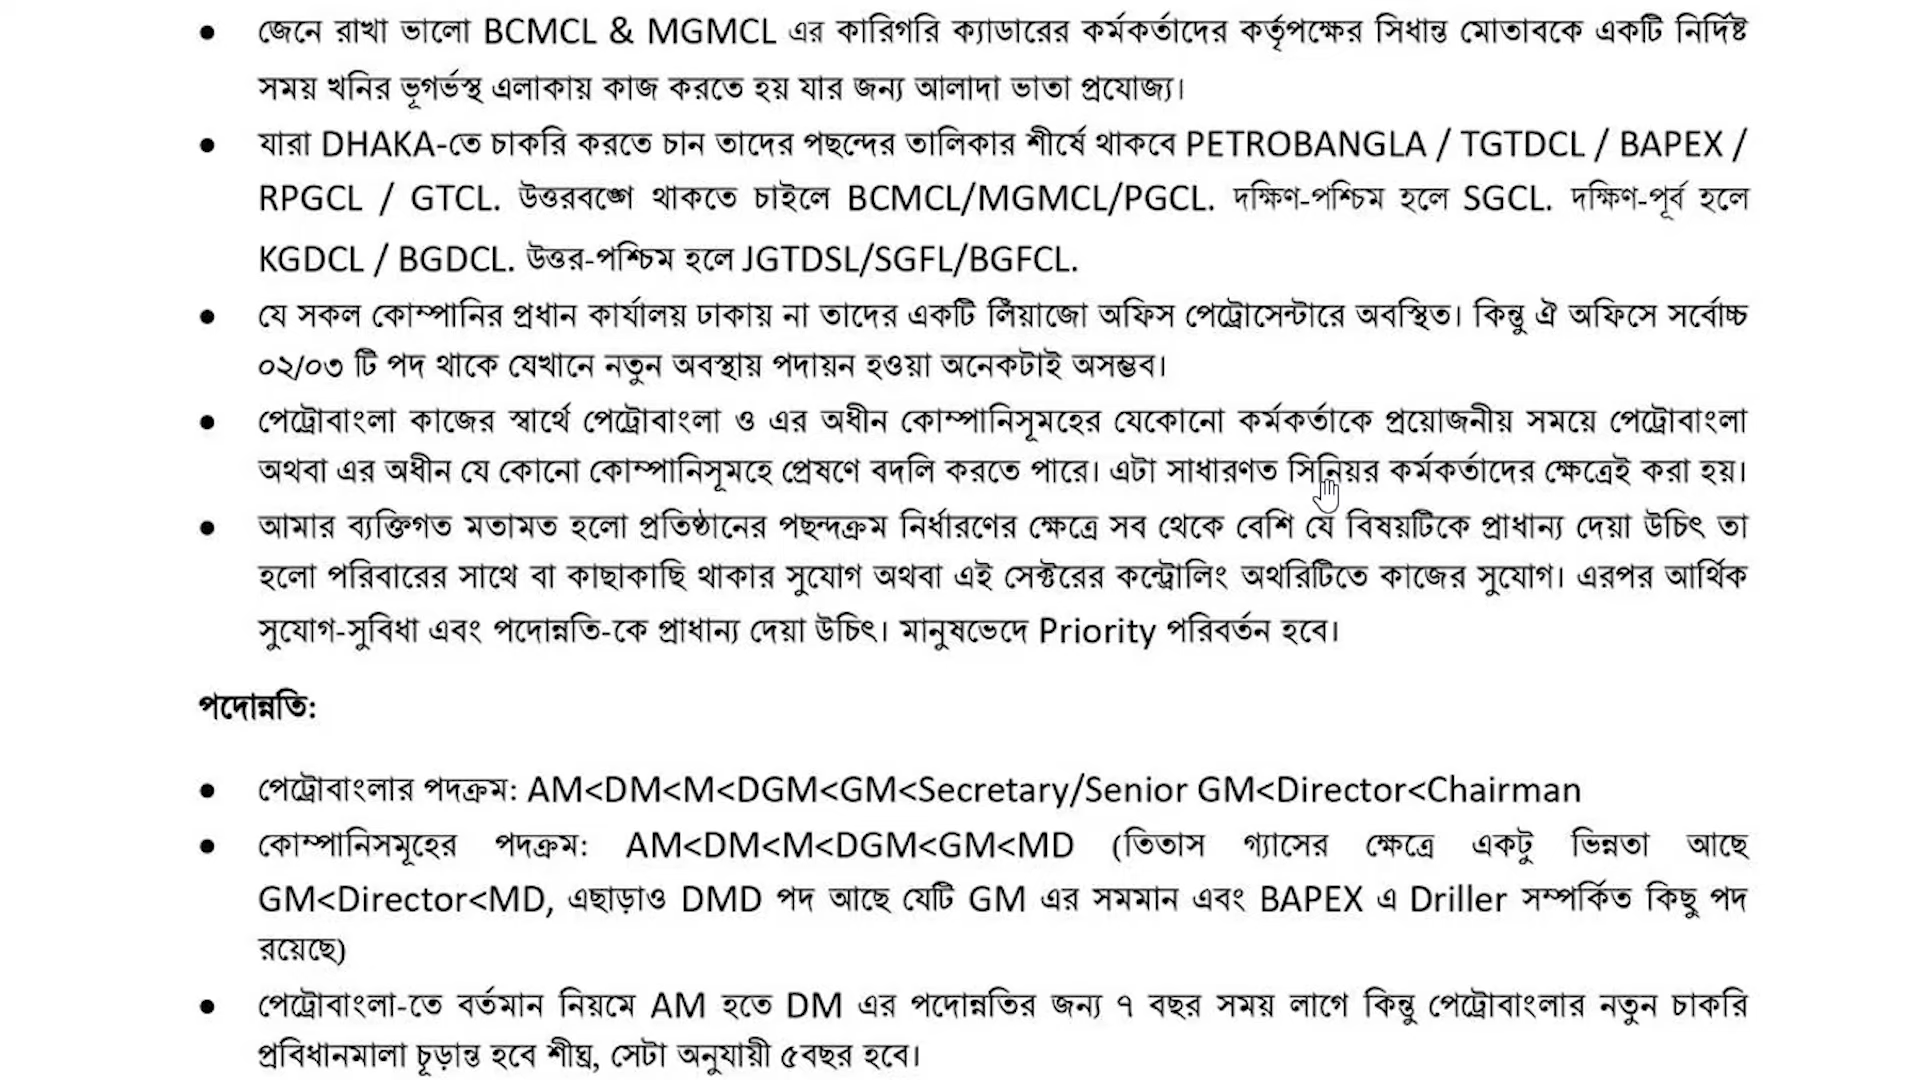 ● জেনে রাখা ভালো BCMCL & MGMCL এর কারিগরি ক্যাডারের কর্মকর্তাদের কর্তৃপক্ষের সিধান্ত মোতাবকে একটি নির্দিষ্ট
সময় খনির ভূগর্ভস্থ এলাকায় কাজ করতে হয় যার জন্য আলাদা ভাতা প্রযোজ্য।
● যারা DHAKA-তে চাকরি করতে চান তাদের পছন্দের তালিকার শীর্ষে থাকবে PETROBANGLA / TGTDCL / BAPEX /
RPGCL / GTCL. উত্তরবঙ্গে থাকতে চাইলে BCMCL/MGMCL/PGCL. দক্ষিণ-পশ্চিম হলে SGCL. দক্ষিণ-পূর্ব হলে
KGDCL / BGDCL. উত্তর-পশ্চিম হলে JGTDSL/SGFL/BGFCL.
● যে সকল কোম্পানির প্রধান কার্যালয় ঢাকায় না তাদের একটি লিঁয়াজো অফিস পেট্রোসেন্টারে অবস্থিত। কিন্তু ঐ অফিসে সর্বোচ্চ
০২/০৩ টি পদ থাকে যেখানে নতুন অবস্থায় পদায়ন হওয়া অনেকটাই অসম্ভব।
● পেট্রোবাংলা কাজের স্বার্থে পেট্রোবাংলা ও এর অধীন কোম্পানিসূমহের যেকোনো কর্মকর্তাকে প্রয়োজনীয় সময়ে পেট্রোবাংলা
অথবা এর অধীন যে কোনো কোম্পানিসূমহে প্রেষণে বদলি করতে পারে। এটা সাধারণত সিনিয়র কর্মকর্তাদের ক্ষেত্রেই করা হয়।
● আমার ব্যক্তিগত মতামত হলো প্রতিষ্ঠানের পছন্দক্রম নির্ধারণের ক্ষেত্রে সব থেকে বেশি যে বিষয়টিকে প্রাধান্য দেয়া উচিৎ তা
হলো পরিবারের সাথে বা কাছাকাছি থাকার সুযোগ অথবা এই সেক্টরের কন্ট্রোলিং অথরিটিতে কাজের সুযোগ। এরপর আর্থিক
সুযোগ-সুবিধা এবং পদোন্নতি-কে প্রাধান্য দেয়া উচিৎ। মানুষভেদে Priority পরিবর্তন হবে।
পদোন্নতি:
● পেট্রোবাংলার পদক্রম: AM<DM<M<DGM<GM<Secretary/Senior GM<Director<Chairman
● কোম্পানিসমূহের পদক্রম: AM<DM<M<DGM<GM<MD (তিতাস গ্যাসের ক্ষেত্রে একটু ভিন্নতা আছে
GM<Director<MD, এছাড়াও DMD পদ আছে যেটি GM এর সমমান এবং BAPEX এ Driller সম্পর্কিত কিছু পদ
রয়েছে)
● পেট্রোবাংলা-তে বর্তমান নিয়মে AM হতে DM এর পদোন্নতির জন্য ৭ বছর সময় লাগে কিন্তু পেট্রোবাংলার নতুন চাকরি
প্রবিধানমালা চূড়ান্ত হবে শীঘ্র, সেটা অনুযায়ী ৫বছর হবে।